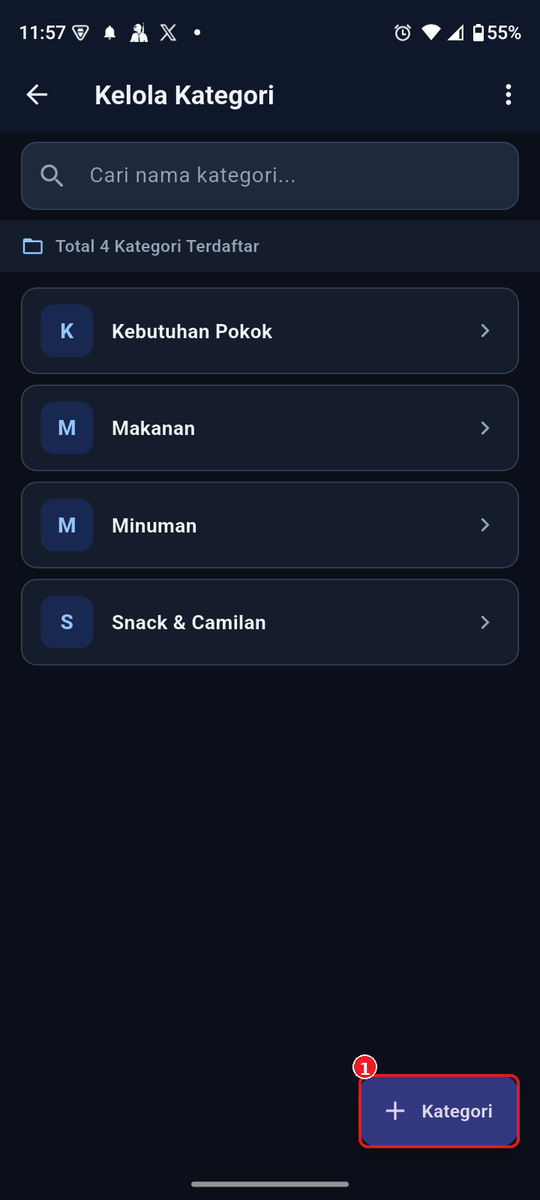 11:57
55%
Kelola Kategori
Cari nama kategori...
Total 4 Kategori Terdaftar
K
Kebutuhan Pokok
M
Makanan
M
Minuman
S
Snack & Camilan
1
+ Kategori